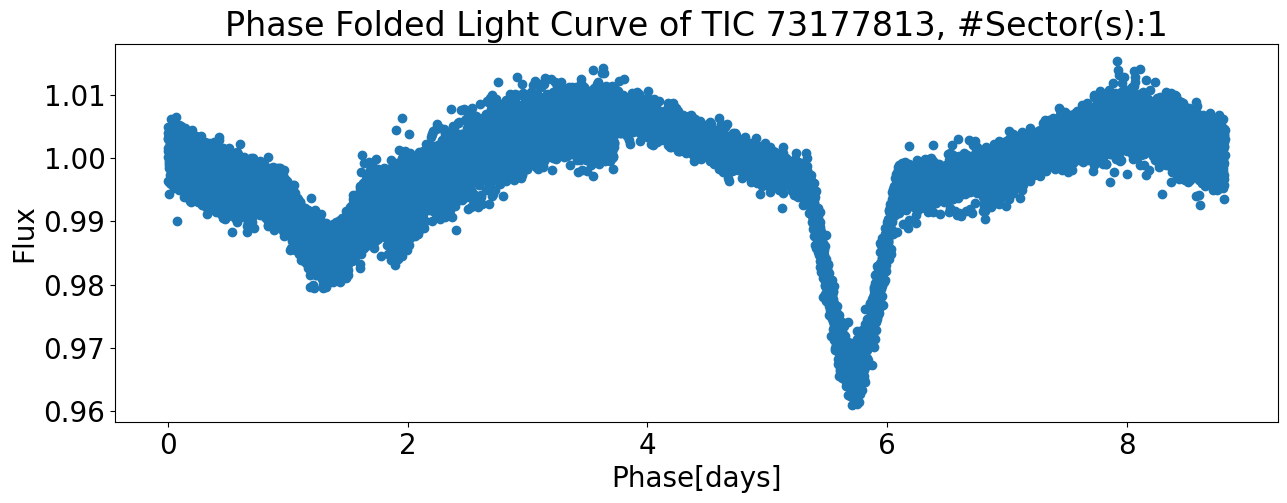 Phase Folded Light Curve of TIC 73177813, #Sector(s):1
1.01
1.00
0.99
0.98
0.97
0.96
Flux
0 2 4 6 8
Phase[days]